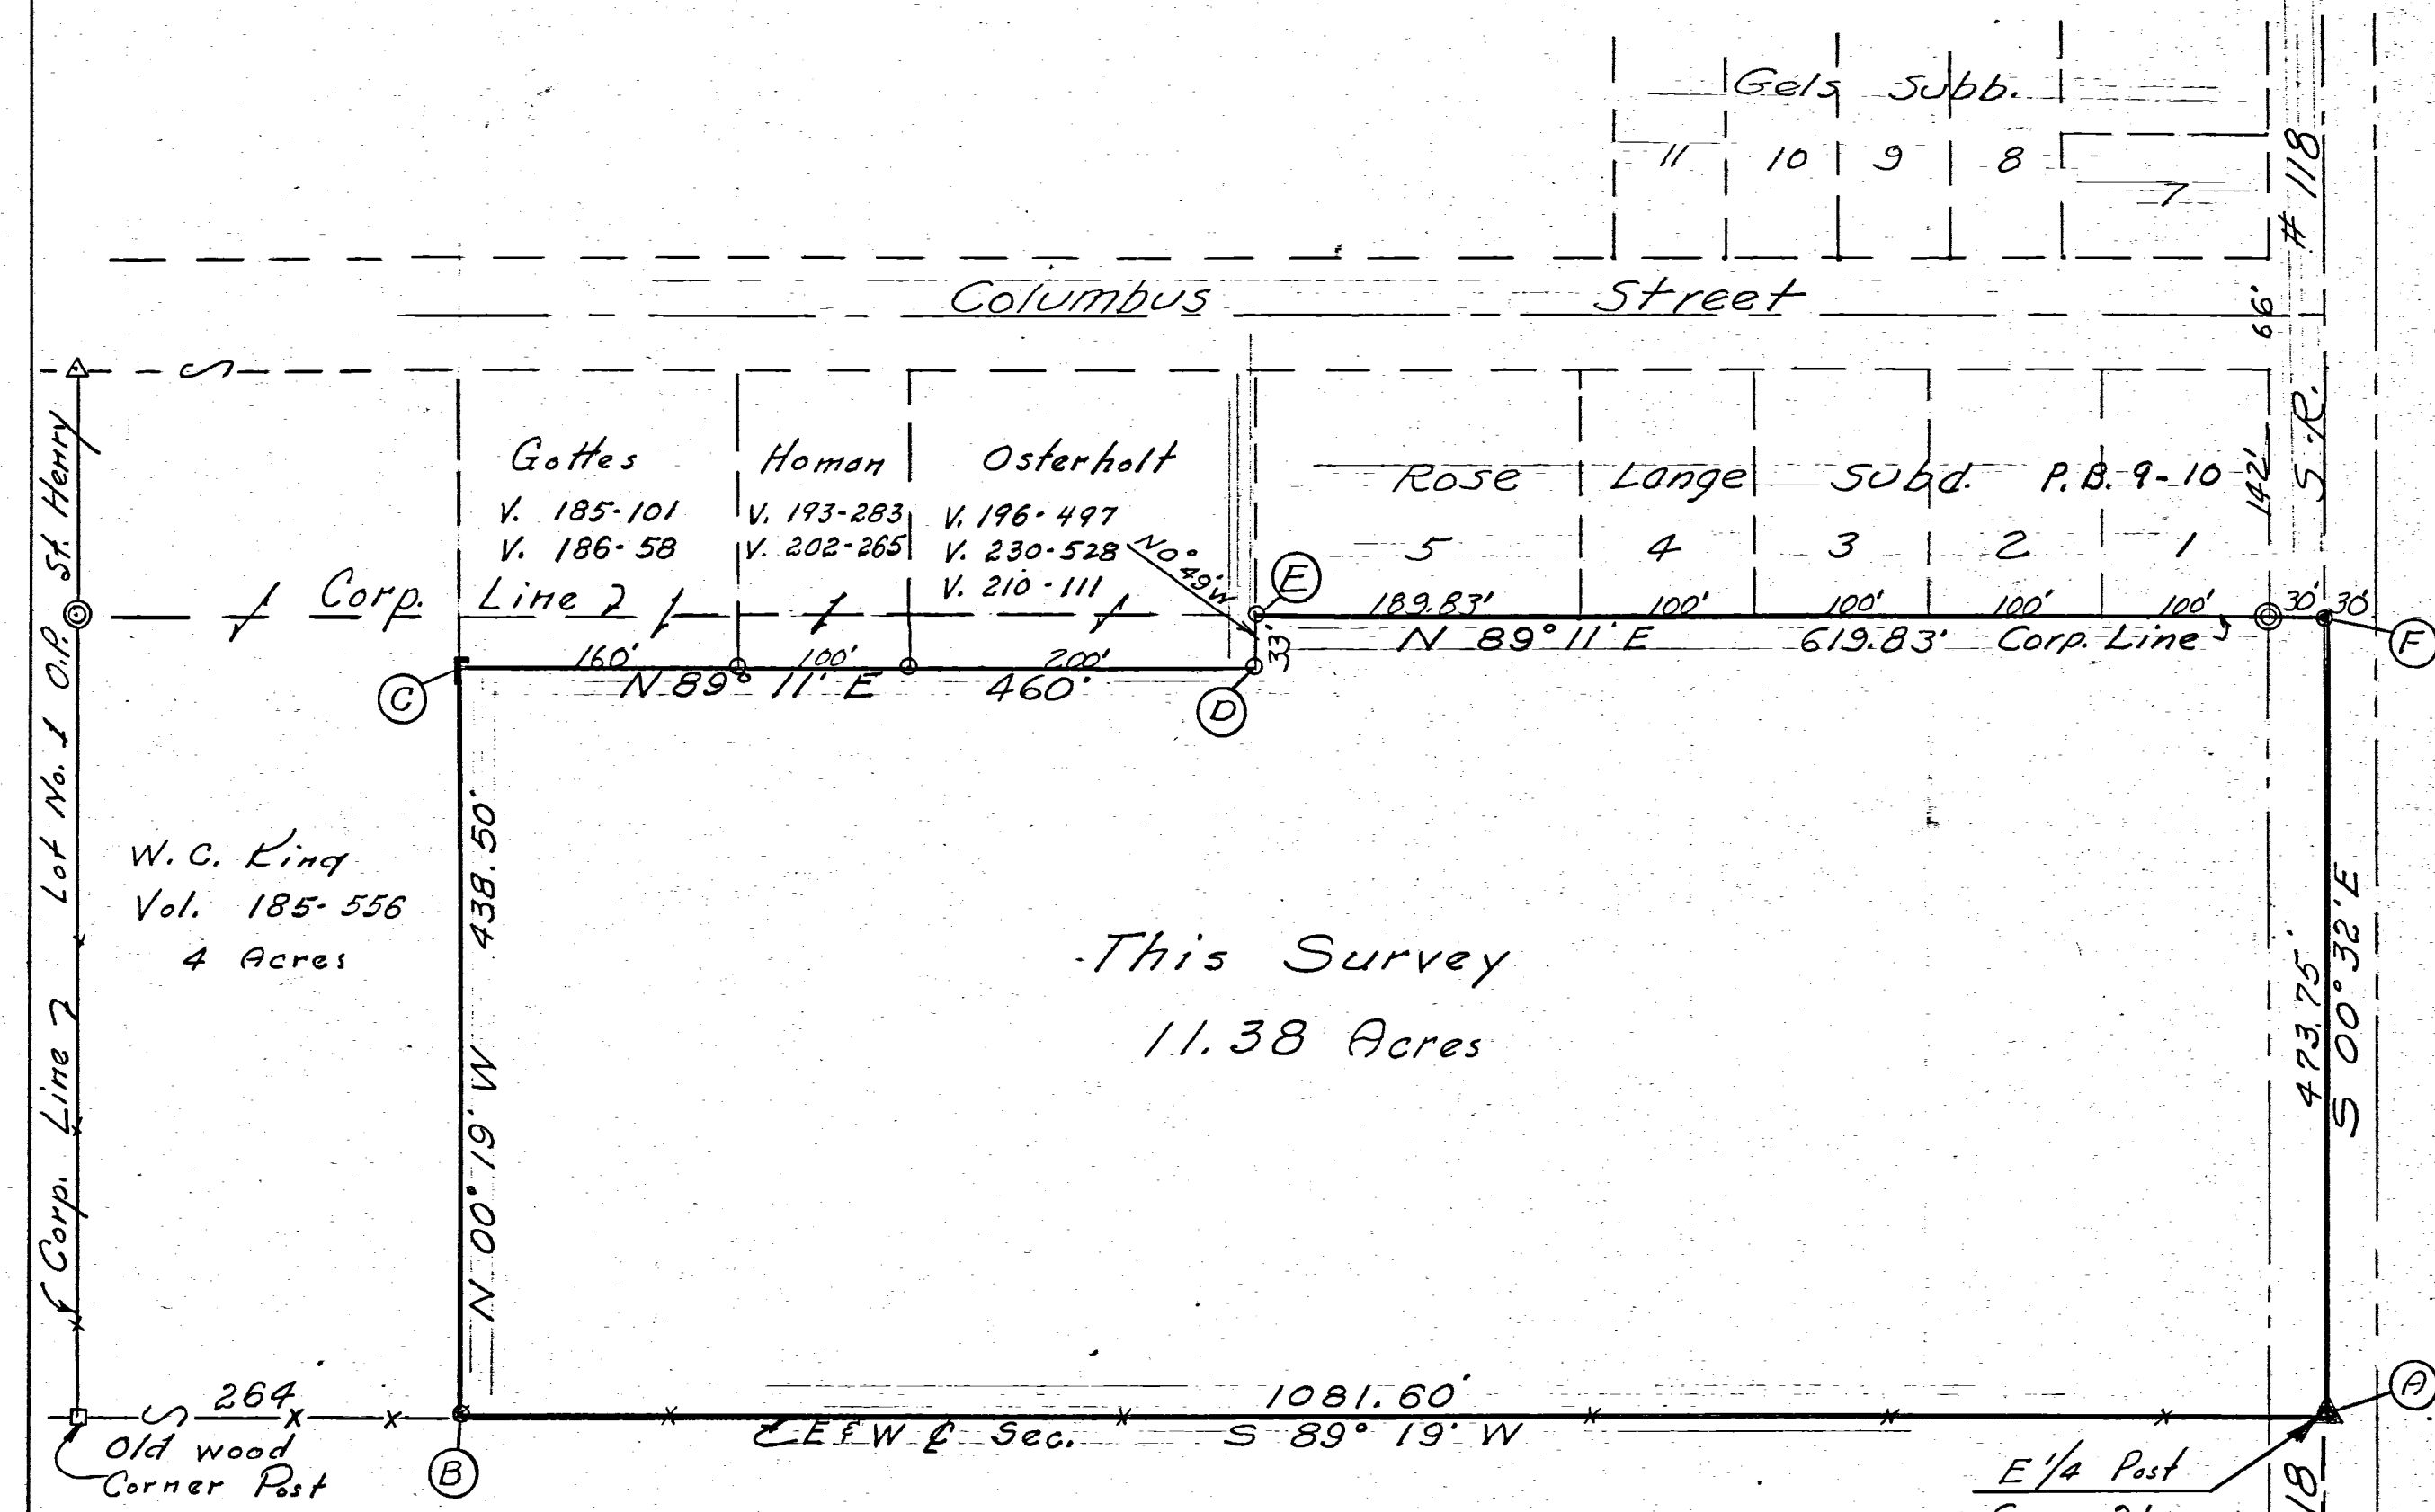 Gels Subb.
11 10 9 8
7
# 118
Columbus Street
66'
S.R.
142'
Gottes
V. 185-101
V. 186-58
Homan
V. 193-283
V. 202-265
Osterholt
V. 196-497
V. 230-528
V. 210-111
N 0° 49' W
Rose Lange Subd. P.B. 9-10
5 4 3 2 1
E
189.83' 100' 100' 100' 100' 30' 30'
N 89° 11' E 619.83' Corp. Line
F
33'
Corp. Line
160' 100' 200'
N 89° 11' E 460'
C
D
Corp. Line Lot No. 1 O.P. St. Henry
W. C. King
Vol. 185-556
4 Acres
N 00° 19' W 438.50'
This Survey
11.38 Acres
473.75'
S 00° 32' E
264
Old wood
Corner Post
B
1081.60'
E & W ₵ Sec. S 89° 19' W
A
E 1/4 Post
18